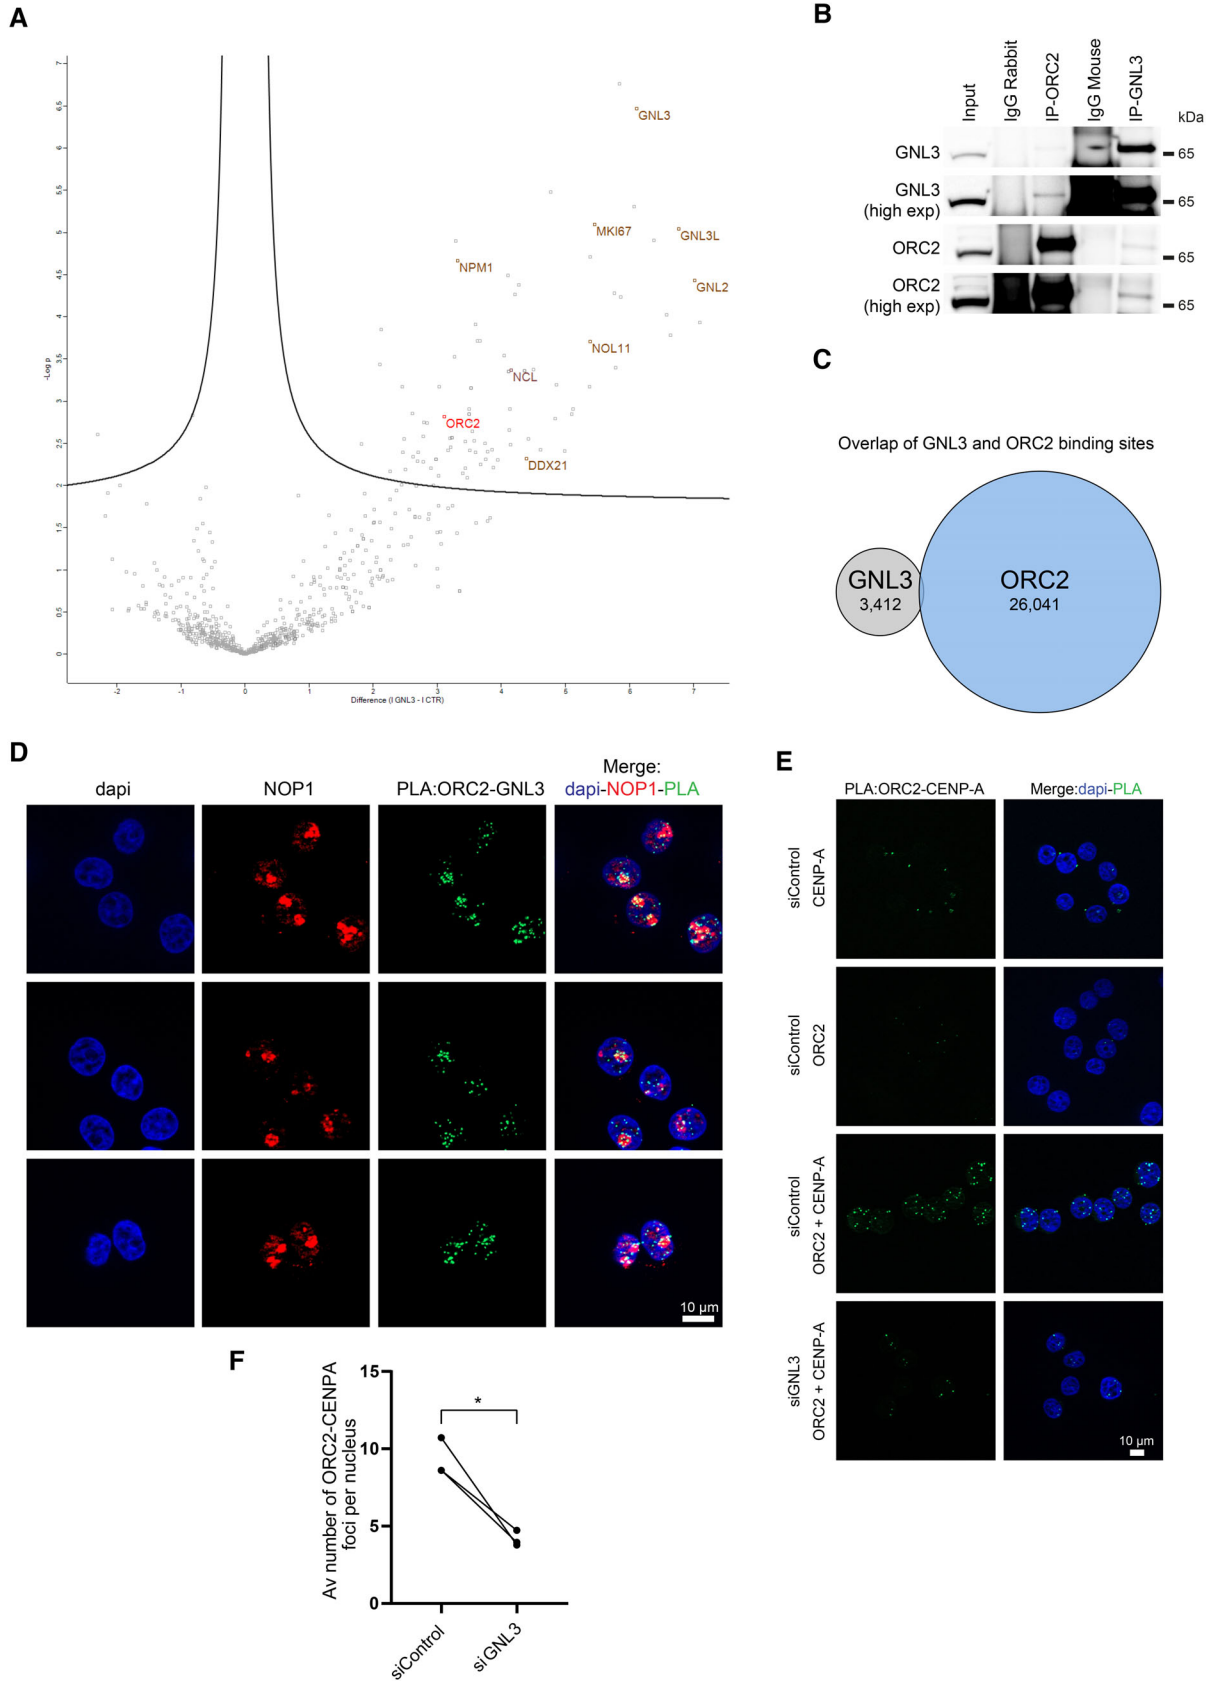 A
7
6.5
6
5.5
5
4.5
4
3.5
3
2.5
2
1.5
1
0.5
0
-Log p
-2
-1
0
1
2
3
4
5
6
7
Difference (I GNL3 - I CTR)
GNL3
MKI67
GNL3L
NPM1
GNL2
NOL11
NCL
ORC2
DDX21
B
Input
IgG Rabbit
IP-ORC2
IgG Mouse
IP-GNL3
kDa
GNL3
65
GNL3
(high exp)
65
ORC2
65
ORC2
(high exp)
65
C
Overlap of GNL3 and ORC2 binding sites
GNL3
3,412
ORC2
26,041
D
dapi
NOP1
PLA:ORC2-GNL3
Merge:
dapi-NOP1-PLA
10 µm
E
PLA:ORC2-CENP-A
Merge:dapi-PLA
siControl
CENP-A
siControl
ORC2
siControl
ORC2 + CENP-A
siGNL3
ORC2 + CENP-A
10 µm
F
Av number of ORC2-CENPA
foci per nucleus
15
10
5
0
*
siControl
siGNL3